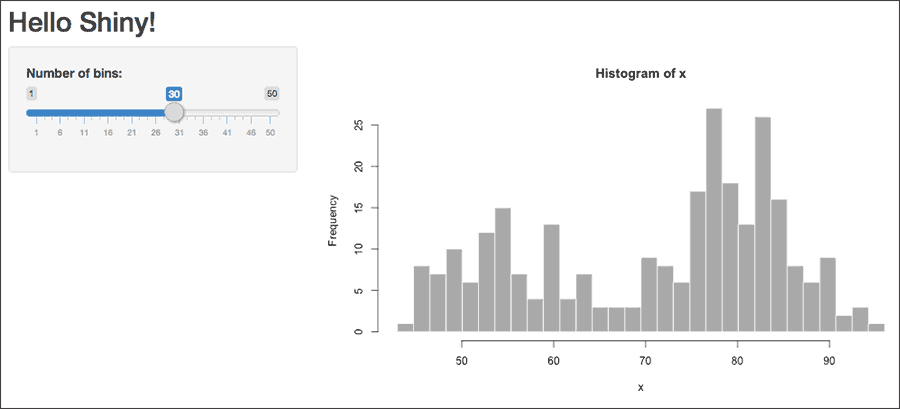 Hello Shiny!
Number of bins:
1 30 50
1 6 11 16 21 26 31 36 41 46 50
Histogram of x
25
20
15
10
5
0
Frequency
50 60 70 80 90
x